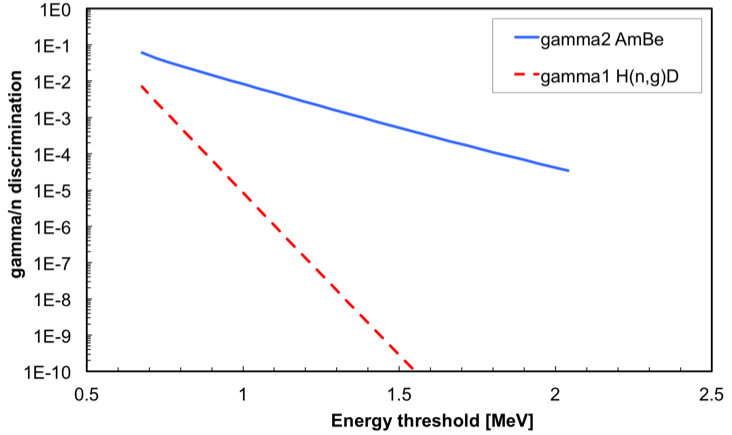 1E0
1E-1
1E-2
1E-3
1E-4
1E-5
1E-6
1E-7
1E-8
1E-9
1E-10
gamma/n discrimination
gamma2 AmBe
gamma1 H(n,g)D
0.5 1 1.5 2 2.5
Energy threshold [MeV]